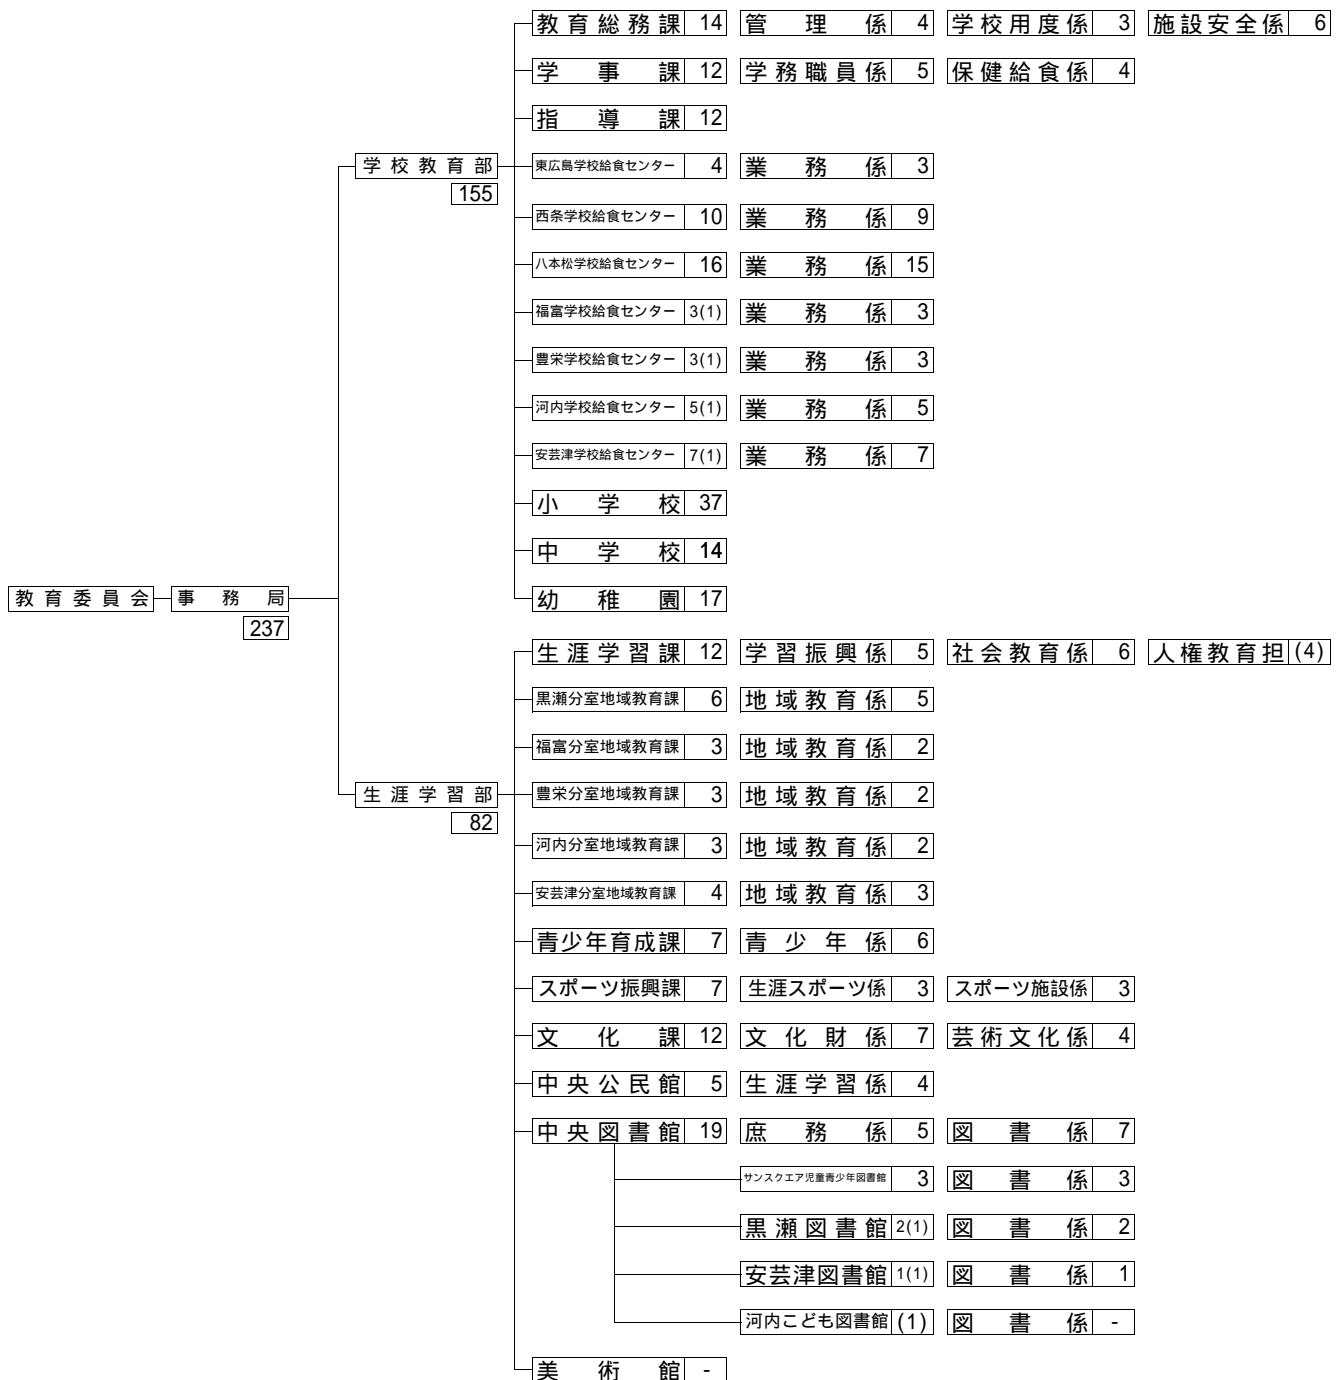 教育総務課 14 管理係 4 学校用度係 3 施設安全係 6
学事課 12 学務職員係 5 保健給食係 4
指導課 12
学校教育部 東広島学校給食センター 4 業務係 3
155
西条学校給食センター 10 業務係 9
八本松学校給食センター 16 業務係 15
福富学校給食センター 3(1) 業務係 3
豊栄学校給食センター 3(1) 業務係 3
河内学校給食センター 5(1) 業務係 5
安芸津学校給食センター 7(1) 業務係 7
小学校 37
中学校 14
教育委員会 事務局 幼稚園 17
237
生涯学習課 12 学習振興係 5 社会教育係 6 人権教育担 (4)
黒瀬分室地域教育課 6 地域教育係 5
福富分室地域教育課 3 地域教育係 2
生涯学習部 豊栄分室地域教育課 3 地域教育係 2
82
河内分室地域教育課 3 地域教育係 2
安芸津分室地域教育課 4 地域教育係 3
青少年育成課 7 青少年係 6
スポーツ振興課 7 生涯スポーツ係 3 スポーツ施設係 3
文化課 12 文化財係 7 芸術文化係 4
中央公民館 5 生涯学習係 4
中央図書館 19 庶務係 5 図書係 7
サンスクエア児童青少年図書館 3 図書係 3
黒瀬図書館 2(1) 図書係 2
安芸津図書館 1(1) 図書係 1
河内こども図書館 (1) 図書係 -
美術館 -